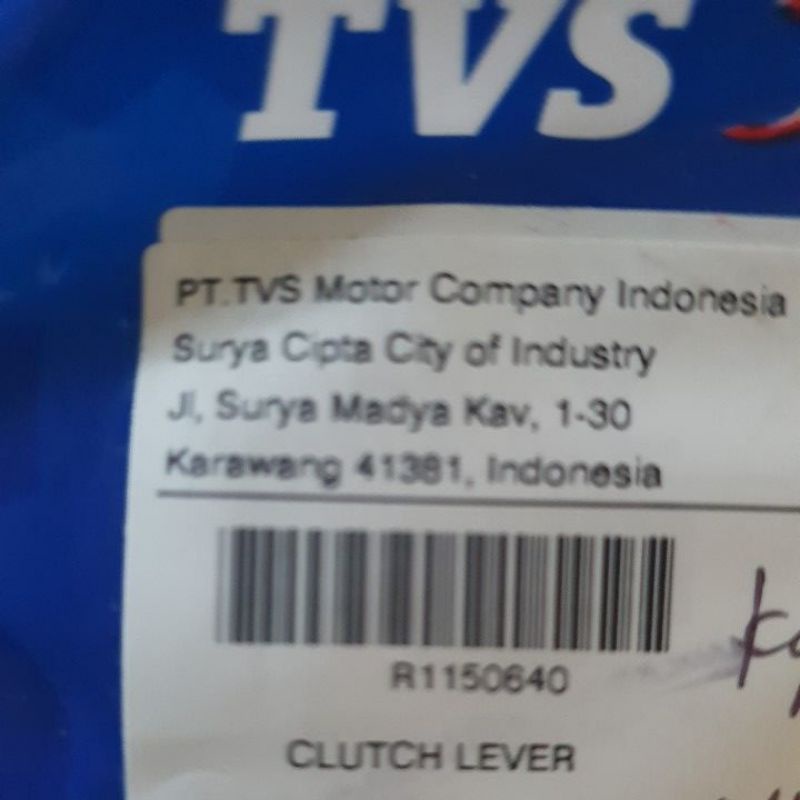 TVS
PT.TVS Motor Company Indonesia
Surya Cipta City of Industry
Jl, Surya Madya Kav, 1-30
Karawang 41381, Indonesia
R1150640
CLUTCH LEVER